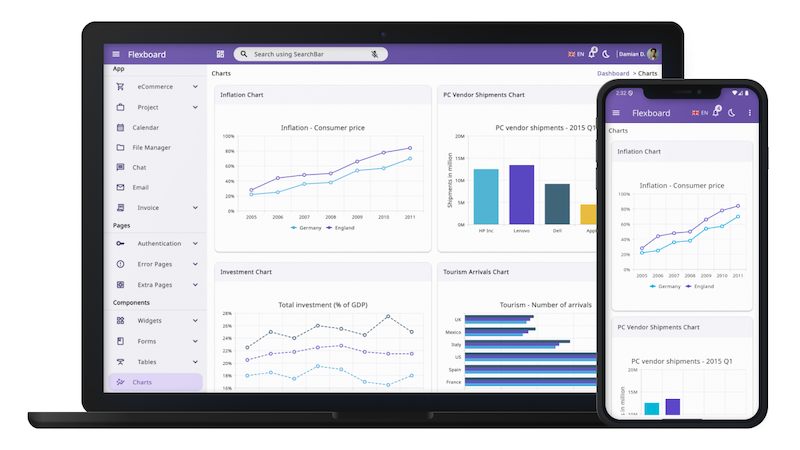 Flexboard
Search using SearchBar
EN
4
Damian D.
App
eCommerce
Project
Calendar
File Manager
Chat
Email
Invoice
Pages
Authentication
Error Pages
Extra Pages
Components
Widgets
Forms
Tables
Charts
Charts
Dashboard > Charts
Inflation Chart
Inflation - Consumer price
100%
80%
60%
40%
20%
0%
2005 2006 2007 2008 2009 2010 2011
Germany England
PC Vendor Shipments Chart
PC vendor shipments - 2015 Q1
Shipments in million
20M
15M
10M
5M
0M
HP Inc Lenovo Dell
Investment Chart
Total investment (% of GDP)
28%
26%
24%
22%
20%
18%
16%
Tourism Arrivals Chart
Tourism - Number of arrivals
UK
Mexico
Italy
US
Spain
France
2:32
Flexboard
EN
4
Charts
Inflation Chart
Inflation - Consumer price
100%
80%
60%
40%
20%
0%
2005 2006 2007 2008 2009 2010 2011
Germany England
PC Vendor Shipments Chart
PC vendor shipments - 2015 Q1
20M
15M
10M